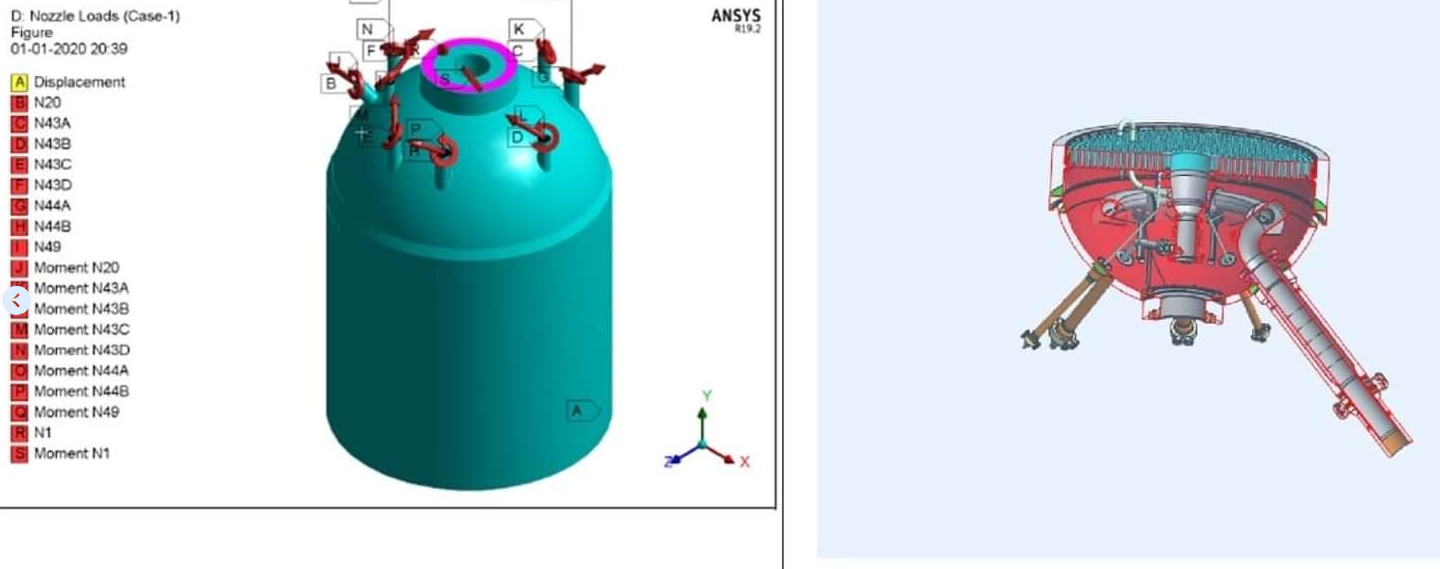 D: Nozzle Loads (Case-1)
Figure
01-01-2020 20:39
A Displacement
B N20
C N43A
D N43B
E N43C
F N43D
G N44A
H N44B
I N49
J Moment N20
Moment N43A
Moment N43B
M Moment N43C
N Moment N43D
O Moment N44A
P Moment N44B
Q Moment N49
R N1
S Moment N1
ANSYS
R19.2
N
K
F
R
C
J
B
S
G
M
E
P
H
L
D
A
Y
Z
X